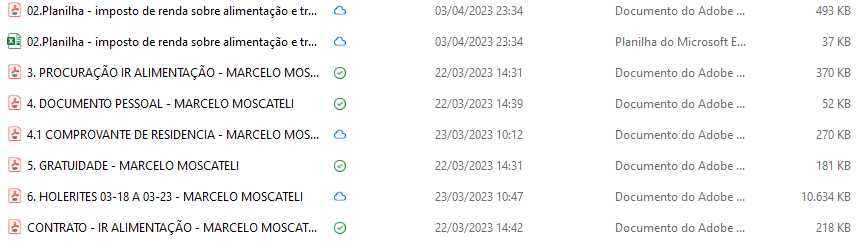 02.Planilha - imposto de renda sobre alimentação e tr... 03/04/2023 23:34 Documento do Adobe ... 493 KB
02.Planilha - imposto de renda sobre alimentação e tr... 03/04/2023 23:34 Planilha do Microsoft E... 37 KB
3. PROCURAÇÃO IR ALIMENTAÇÃO - MARCELO MOS... 22/03/2023 14:31 Documento do Adobe ... 370 KB
4. DOCUMENTO PESSOAL - MARCELO MOSCATELI 22/03/2023 14:39 Documento do Adobe ... 52 KB
4.1 COMPROVANTE DE RESIDENCIA - MARCELO MOS... 23/03/2023 10:12 Documento do Adobe ... 270 KB
5. GRATUIDADE - MARCELO MOSCATELI 22/03/2023 14:31 Documento do Adobe ... 181 KB
6. HOLERITES 03-18 A 03-23 - MARCELO MOSCATELI 23/03/2023 10:47 Documento do Adobe ... 10.634 KB
CONTRATO - IR ALIMENTAÇÃO - MARCELO MOSCAT... 22/03/2023 14:42 Documento do Adobe ... 218 KB